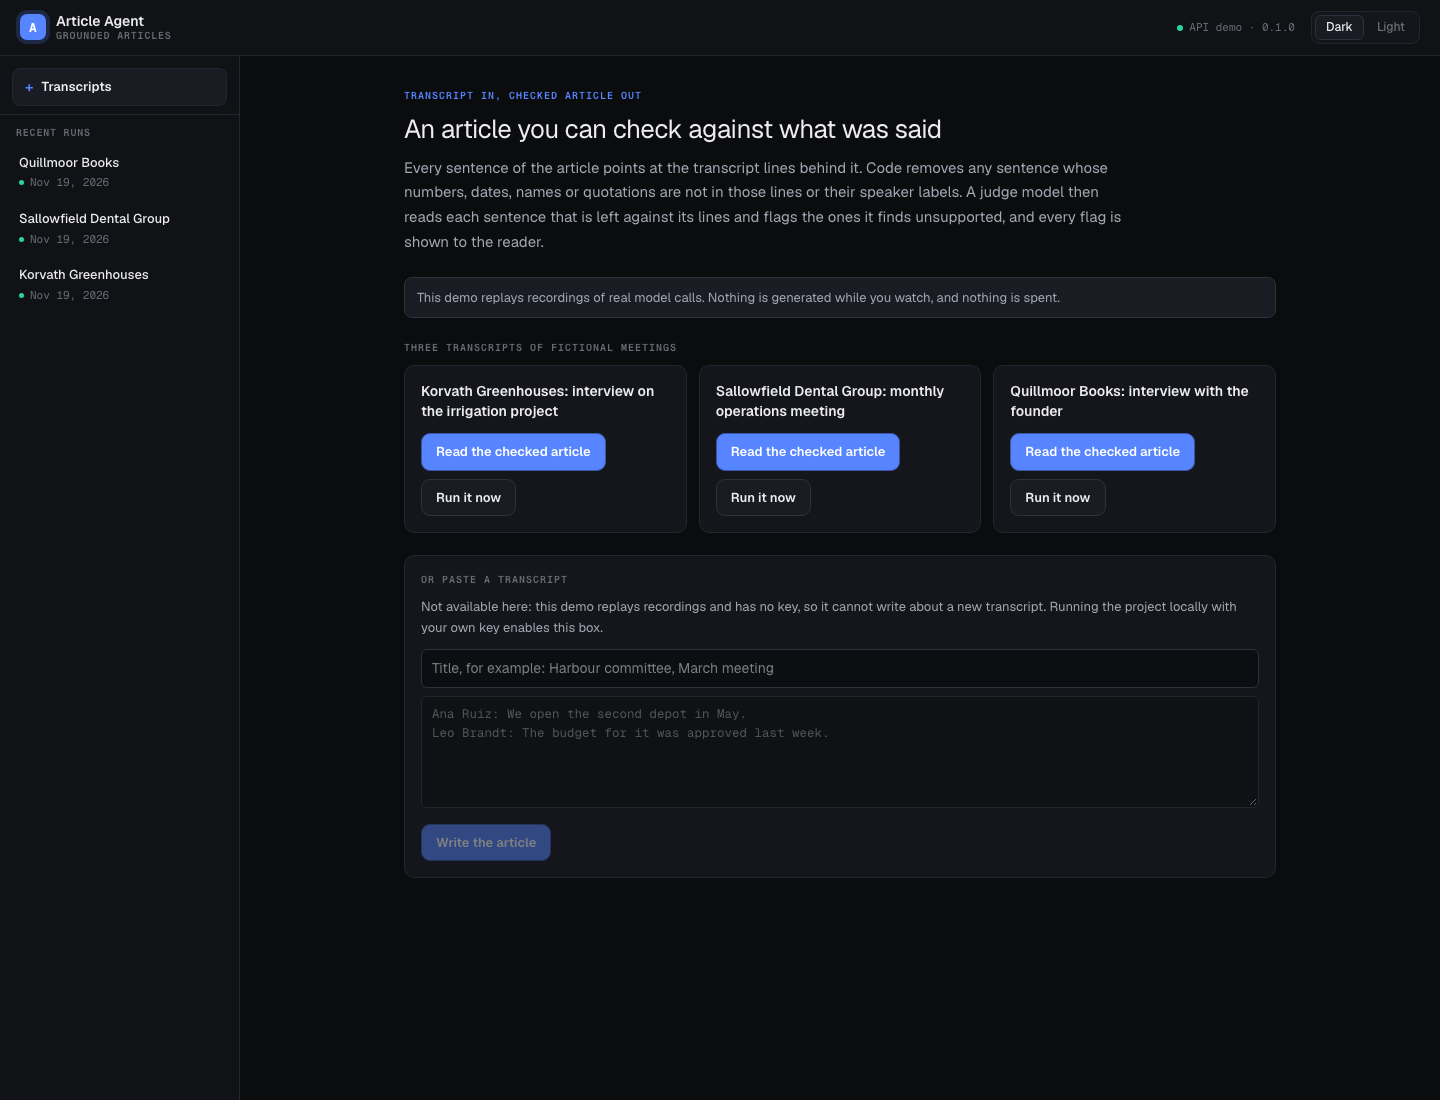 A
Article Agent
GROUNDED ARTICLES
API demo · 0.1.0
Dark
Light
+ Transcripts
RECENT RUNS
Quillmoor Books
Nov 19, 2026
Sallowfield Dental Group
Nov 19, 2026
Korvath Greenhouses
Nov 19, 2026
TRANSCRIPT IN, CHECKED ARTICLE OUT
An article you can check against what was said
Every sentence of the article points at the transcript lines behind it. Code removes any sentence whose
numbers, dates, names or quotations are not in those lines or their speaker labels. A judge model then
reads each sentence that is left against its lines and flags the ones it finds unsupported, and every flag is
shown to the reader.
This demo replays recordings of real model calls. Nothing is generated while you watch, and nothing is spent.
THREE TRANSCRIPTS OF FICTIONAL MEETINGS
Korvath Greenhouses: interview on
the irrigation project
Read the checked article
Run it now
Sallowfield Dental Group: monthly
operations meeting
Read the checked article
Run it now
Quillmoor Books: interview with the
founder
Read the checked article
Run it now
OR PASTE A TRANSCRIPT
Not available here: this demo replays recordings and has no key, so it cannot write about a new transcript. Running the project locally with
your own key enables this box.
Title, for example: Harbour committee, March meeting
Ana Ruiz: We open the second depot in May.
Leo Brandt: The budget for it was approved last week.
Write the article